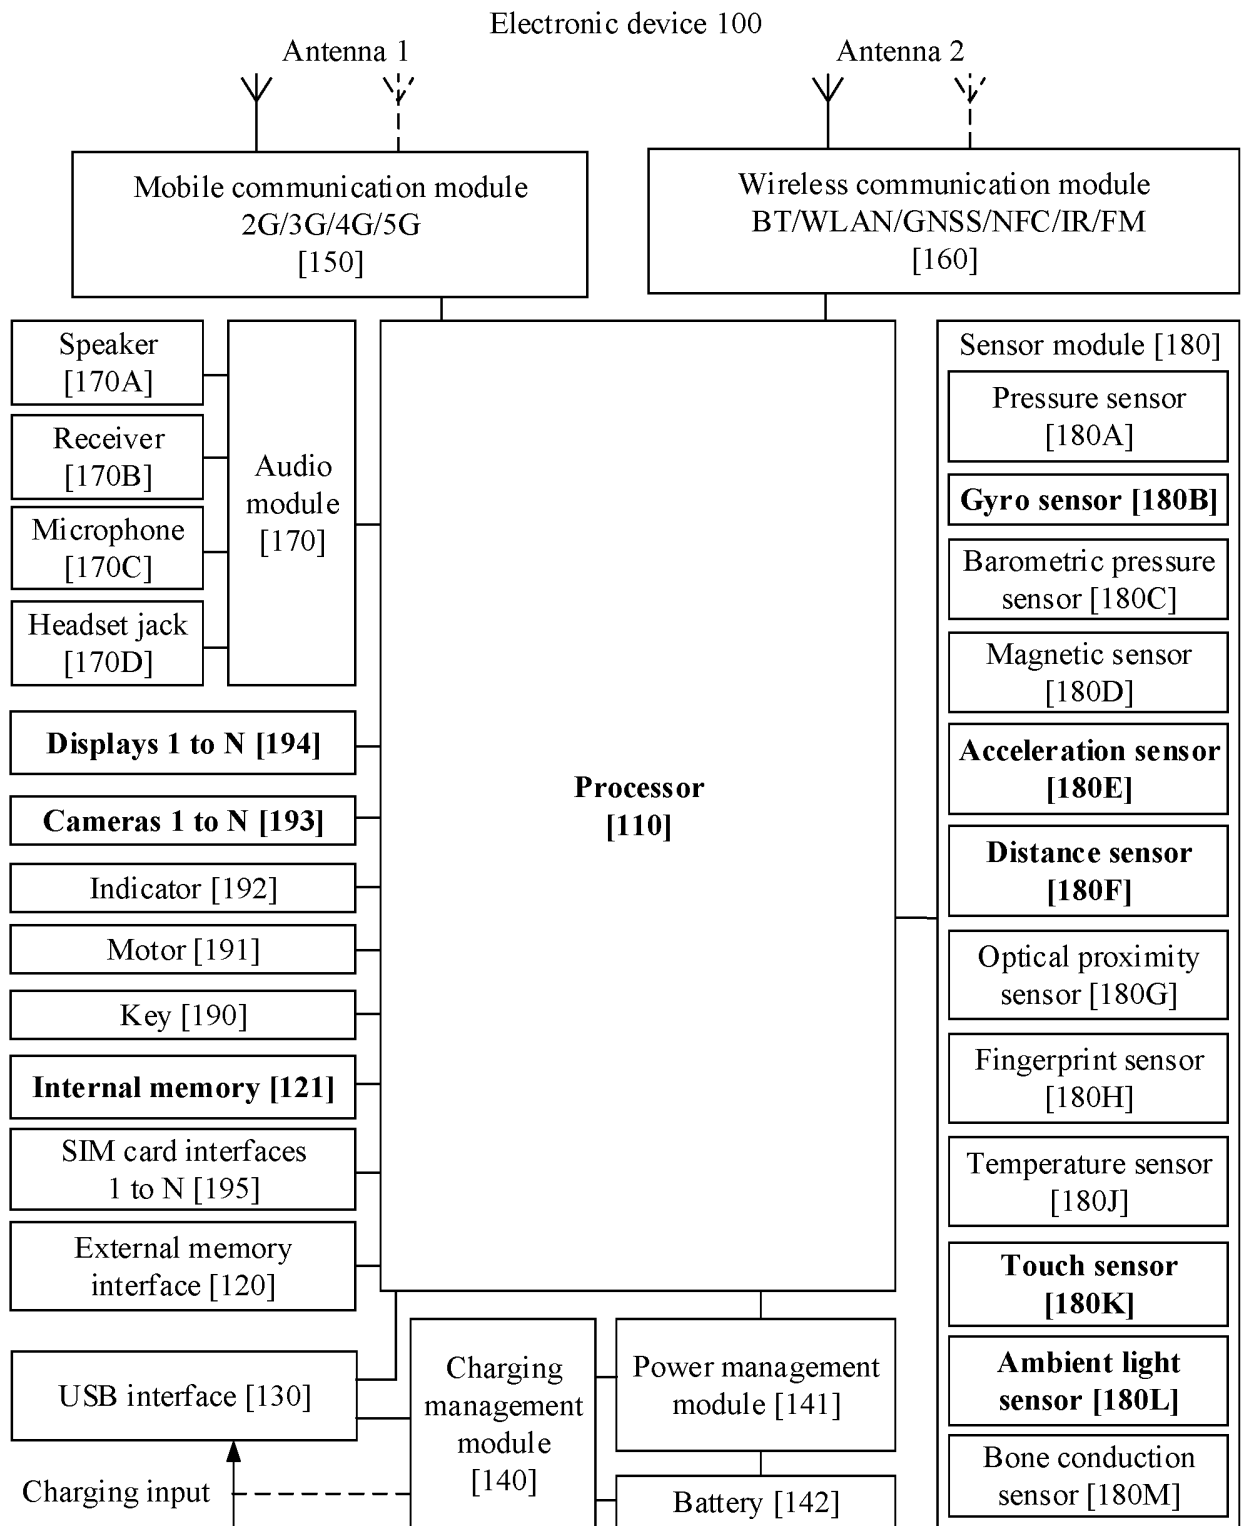 Electronic device 100
Antenna 1
Antenna 2
Mobile communication module
2G/3G/4G/5G
[150]
Wireless communication module
BT/WLAN/GNSS/NFC/IR/FM
[160]
Speaker
[170A]
Receiver
[170B]
Microphone
[170C]
Headset jack
[170D]
Audio
module
[170]
Displays 1 to N [194]
Cameras 1 to N [193]
Indicator [192]
Motor [191]
Key [190]
Internal memory [121]
SIM card interfaces
1 to N [195]
External memory
interface [120]
USB interface [130]
Charging input
Processor
[110]
Charging
management
module
[140]
Power management
module [141]
Battery [142]
Sensor module [180]
Pressure sensor
[180A]
Gyro sensor [180B]
Barometric pressure
sensor [180C]
Magnetic sensor
[180D]
Acceleration sensor
[180E]
Distance sensor
[180F]
Optical proximity
sensor [180G]
Fingerprint sensor
[180H]
Temperature sensor
[180J]
Touch sensor
[180K]
Ambient light
sensor [180L]
Bone conduction
sensor [180M]